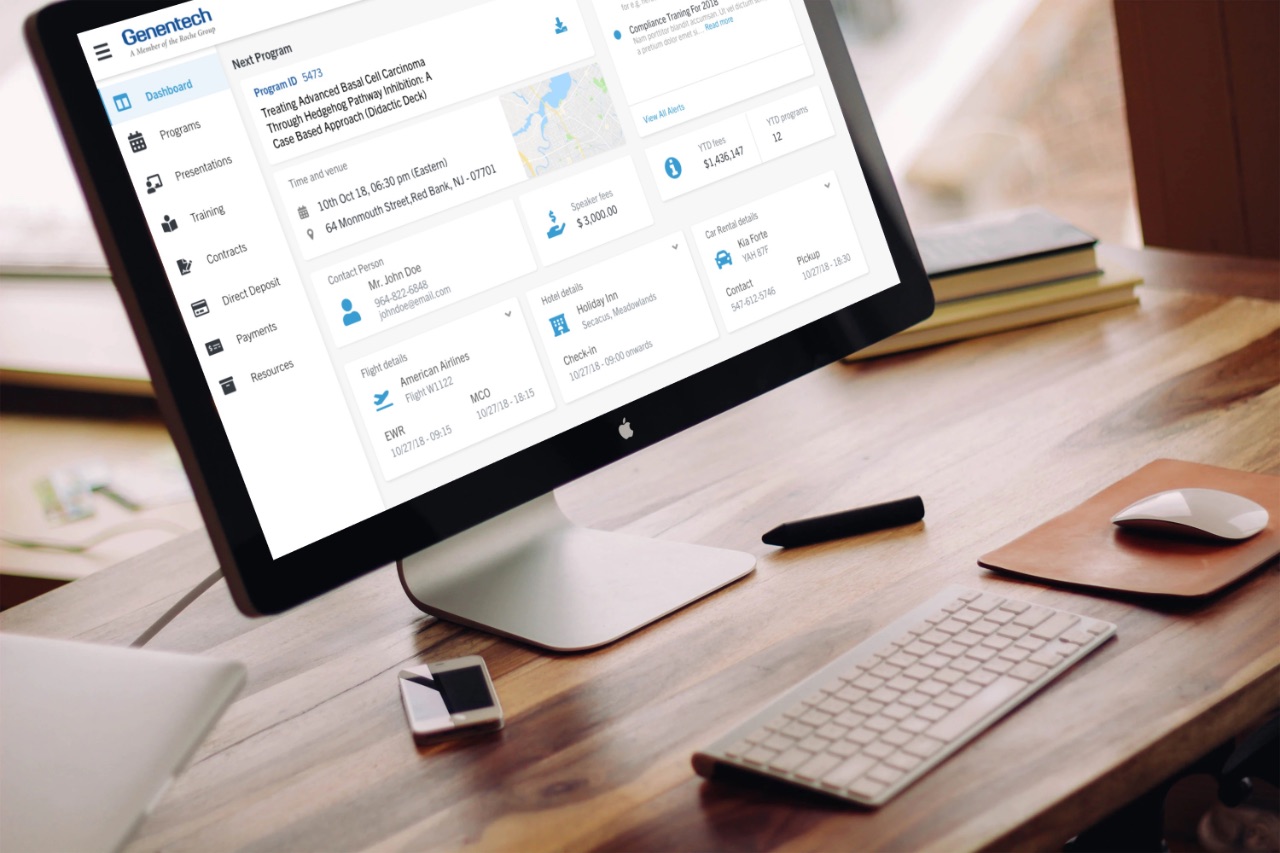 Genentech
A Member of the Roche Group
Dashboard
Programs
Presentations
Training
Contracts
Direct Deposit
Payments
Resources
Next Program
Program ID 5473
Treating Advanced Basal Cell Carcinoma
Through Hedgehog Pathway Inhibition: A
Case Based Approach (Didactic Deck)
Time and venue
10th Oct 18, 06:30 pm (Eastern)
64 Monmouth Street,Red Bank, NJ - 07701
Contact Person
Mr. John Doe
964-822-6848
johndoe@email.com
Speaker fees
$ 3,000.00
Flight details
American Airlines
Flight W1122
EWR
10/27/18 - 09:15
MCO
10/27/18 - 18:15
Hotel details
Holiday Inn
Secacus, Meadowlands
Check-in
10/27/18 - 09:00 onwards
Compliance Traning For 2018
Nam porttitor blandit accumsan. Ut vel dictum
a pretium dolor emet si... Read more
View All Alerts
YTD fees
$1,436,147
YTD programs
12
Car Rental details
Kia Forte
YAH 87F
Contact
547-612-5746
Pickup
10/27/18 - 18:30